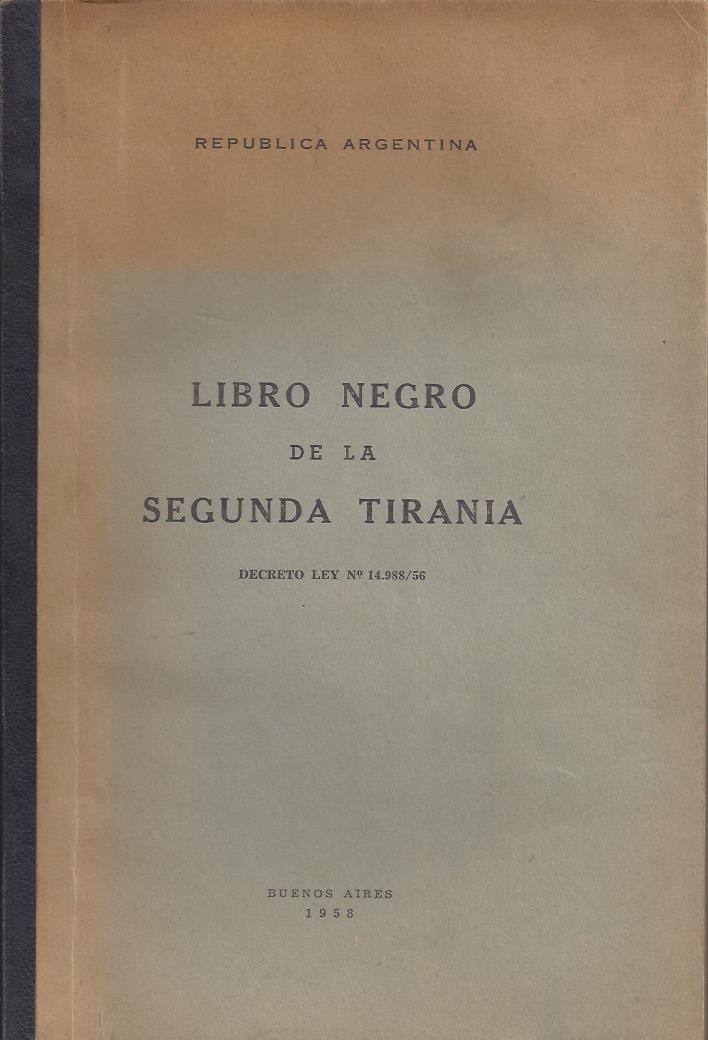 REPUBLICA ARGENTINA
LIBRO NEGRO
DE LA
SEGUNDA TIRANIA
DECRETO LEY Nº 14.988/56
BUENOS AIRES
1958